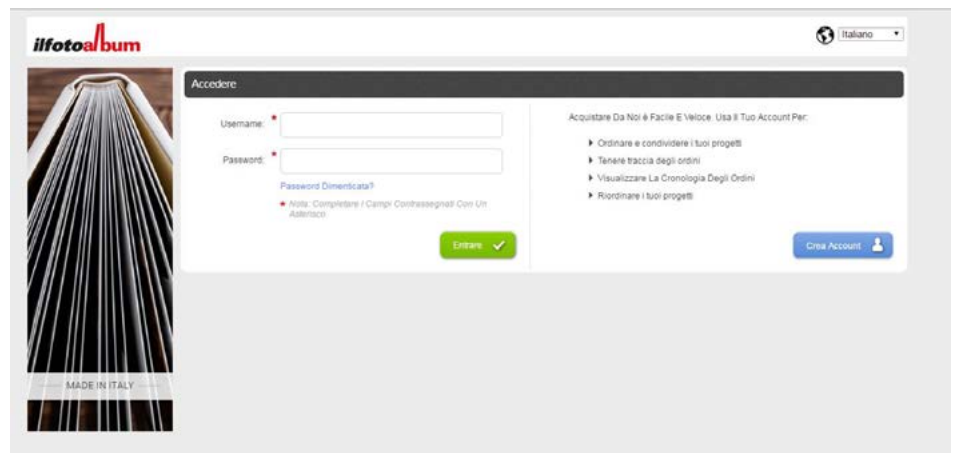 ilfotoalbum
Italiano
Accedere
Username: *
Password: *
Password Dimenticata?
* Nota: Completare I Campi Contrassegnati Con Un
Asterisco
Entrare
Acquistare Da Noi è Facile E Veloce. Usa Il Tuo Account Per:
Ordinare e condividere i tuoi progetti
Tenere traccia degli ordini
Visualizzare La Cronologia Degli Ordini
Riordinare i tuoi progetti
Crea Account
MADE IN ITALY